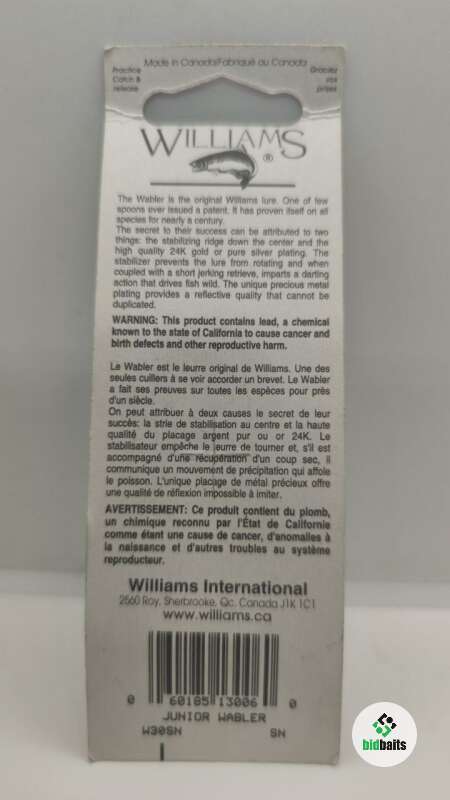 Made in Canada/Fabriqué au Canada
Practice
Catch &
release
Graciez
vos
prises
WILLIAMS
®
The Wabler is the original Williams lure. One of few
spoons ever issued a patent. It has proven itself on all
species for nearly a century.
The secret to their success can be attributed to two
things: the stabilizing ridge down the center and the
high quality 24K gold or pure silver plating. The
stabilizer prevents the lure from rotating and when
coupled with a short jerking retrieve, imparts a darting
action that drives fish wild. The unique precious metal
plating provides a reflective quality that cannot be
duplicated.
WARNING: This product contains lead, a chemical
known to the state of California to cause cancer and
birth defects and other reproductive harm.
Le Wabler est le leurre original de Williams. Une des
seules cuillers à se voir accorder un brevet. Le Wabler
a fait ses preuves sur toutes les espèces pour près
d'un siècle.
On peut attribuer à deux causes le secret de leur
succès: la strie de stabilisation au centre et la haute
qualité du placage argent pur ou or 24K. Le
stabilisateur empêche le leurre de tourner et, s'il est
accompagné d'une récupération d'un coup sec, il
communique un mouvement de précipitation qui affole
le poisson. L'unique placage de métal précieux offre
une qualité de réflexion impossible à imiter.
AVERTISSEMENT: Ce produit contient du plomb,
un chimique reconnu par l'État de Californie
comme étant une cause de cancer, d'anomalies à
la naissance et d'autres troubles au système
reproducteur.
Williams International
2560 Roy, Sherbrooke, Qc. Canada J1K 1C1
www.williams.ca
0 60185 13006 0
JUNIOR WABLER
W30SN SN
bidbaits